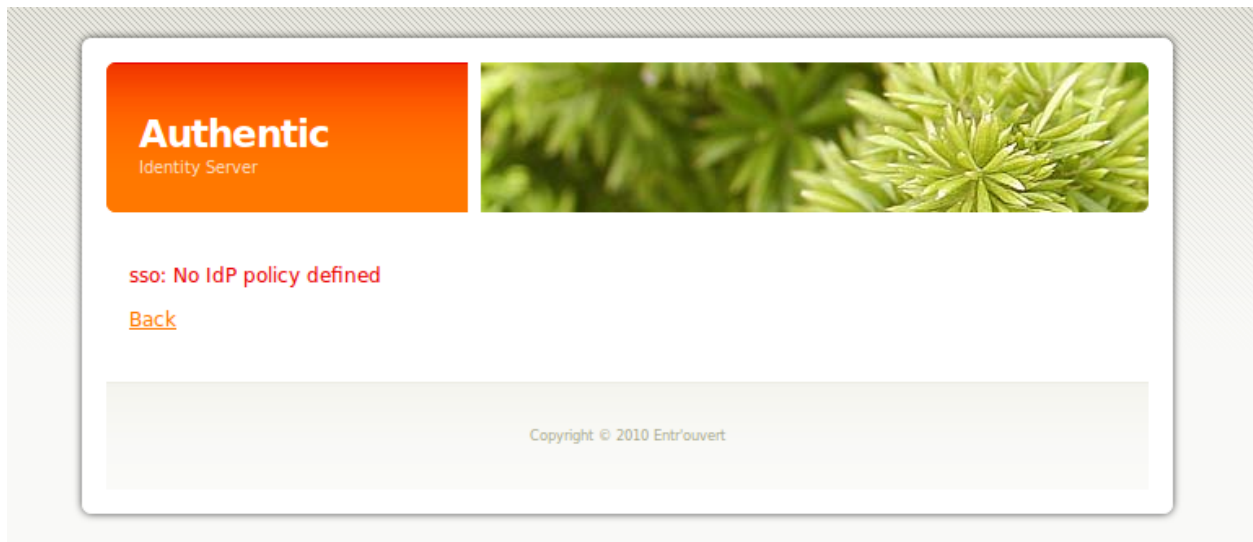 Authentic
Identity Server
sso: No IdP policy defined
Back
Copyright © 2010 Entr'ouvert